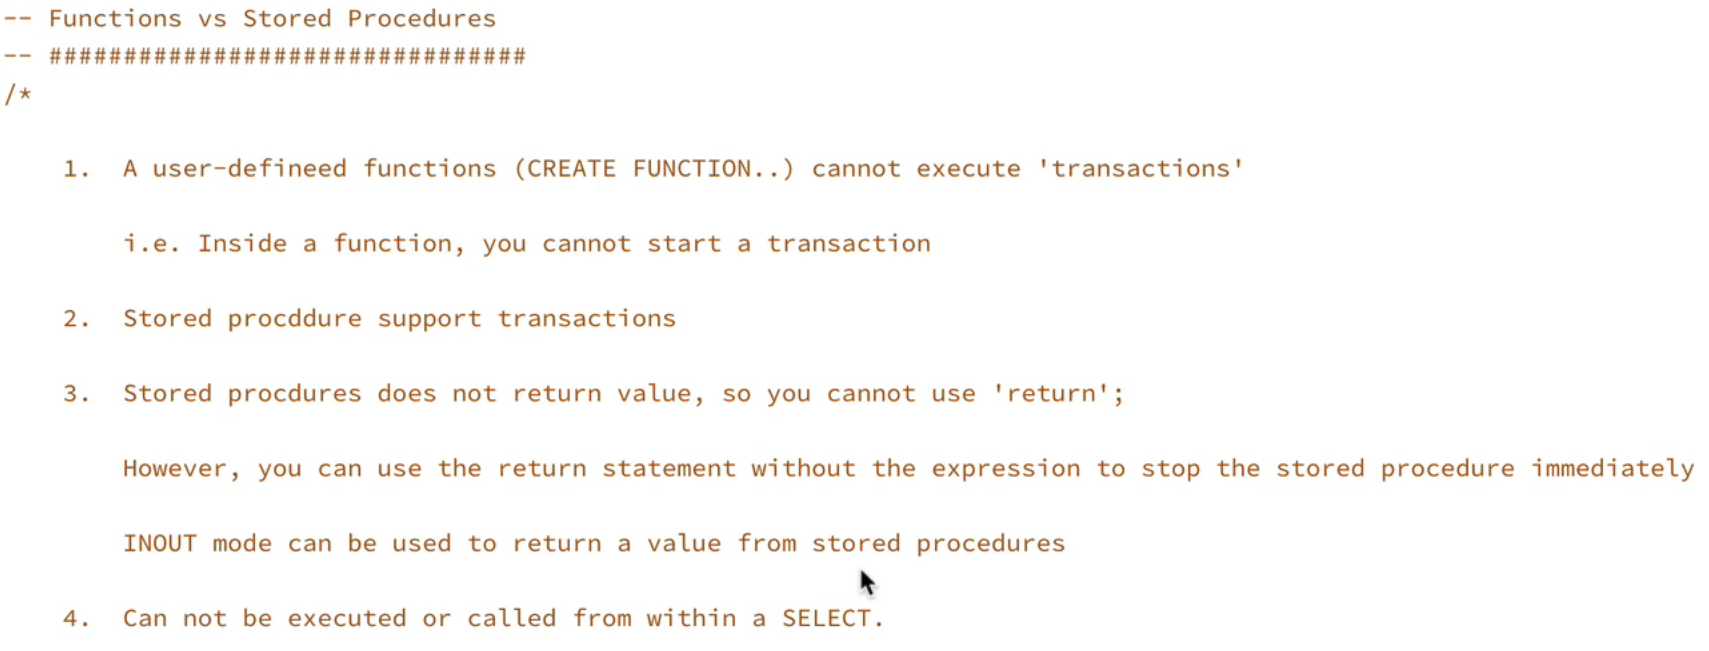 -- Functions vs Stored Procedures
-- ################################
/*
1. A user-defineed functions (CREATE FUNCTION..) cannot execute 'transactions'
i.e. Inside a function, you cannot start a transaction
2. Stored procddure support transactions
3. Stored procdures does not return value, so you cannot use 'return';
However, you can use the return statement without the expression to stop the stored procedure immediately
INOUT mode can be used to return a value from stored procedures
4. Can not be executed or called from within a SELECT.